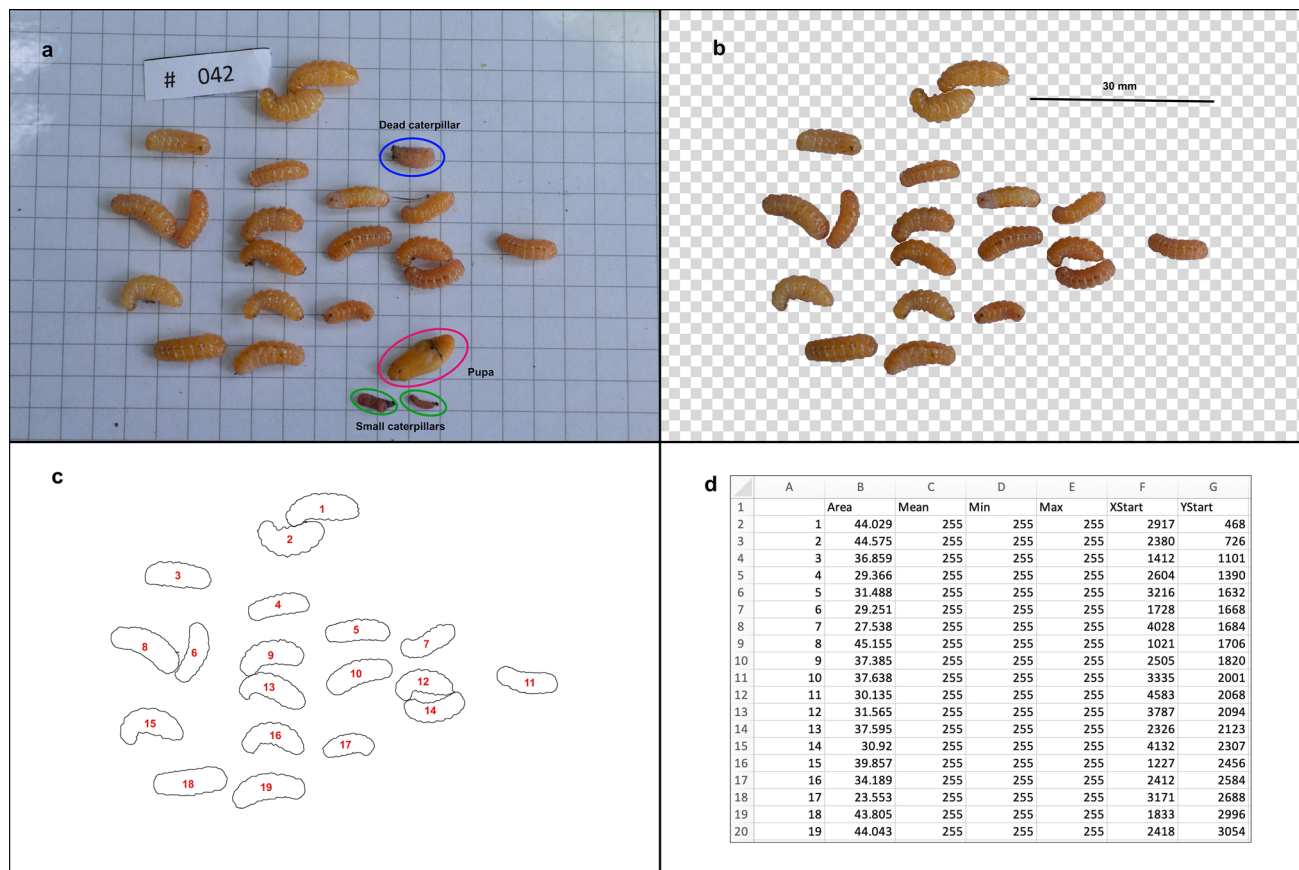 a
# 042
Dead caterpillar
Pupa
Small caterpillars
b
30 mm
c
1
2
3
4
5
6
7
8
9
10
11
12
13
14
15
16
17
18
19
d
A B C D E F G
1 Area Mean Min Max XStart YStart
2 1 44.029 255 255 255 2917 468
3 2 44.575 255 255 255 2380 726
4 3 36.859 255 255 255 1412 1101
5 4 29.366 255 255 255 2604 1390
6 5 31.488 255 255 255 3216 1632
7 6 29.251 255 255 255 1728 1668
8 7 27.538 255 255 255 4028 1684
9 8 45.155 255 255 255 1021 1706
10 9 37.385 255 255 255 2505 1820
11 10 37.638 255 255 255 3335 2001
12 11 30.135 255 255 255 4583 2068
13 12 31.565 255 255 255 3787 2094
14 13 37.595 255 255 255 2326 2123
15 14 30.92 255 255 255 4132 2307
16 15 39.857 255 255 255 1227 2456
17 16 34.189 255 255 255 2412 2584
18 17 23.553 255 255 255 3171 2688
19 18 43.805 255 255 255 1833 2996
20 19 44.043 255 255 255 2418 3054